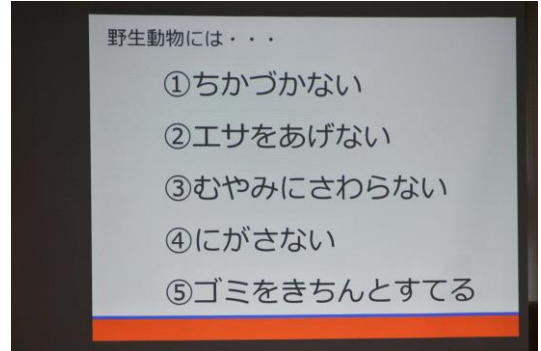 野生動物には・・・
①ちかづかない
②エサをあげない
③むやみにさわらない
④にがさない
⑤ゴミをきちんとすてる